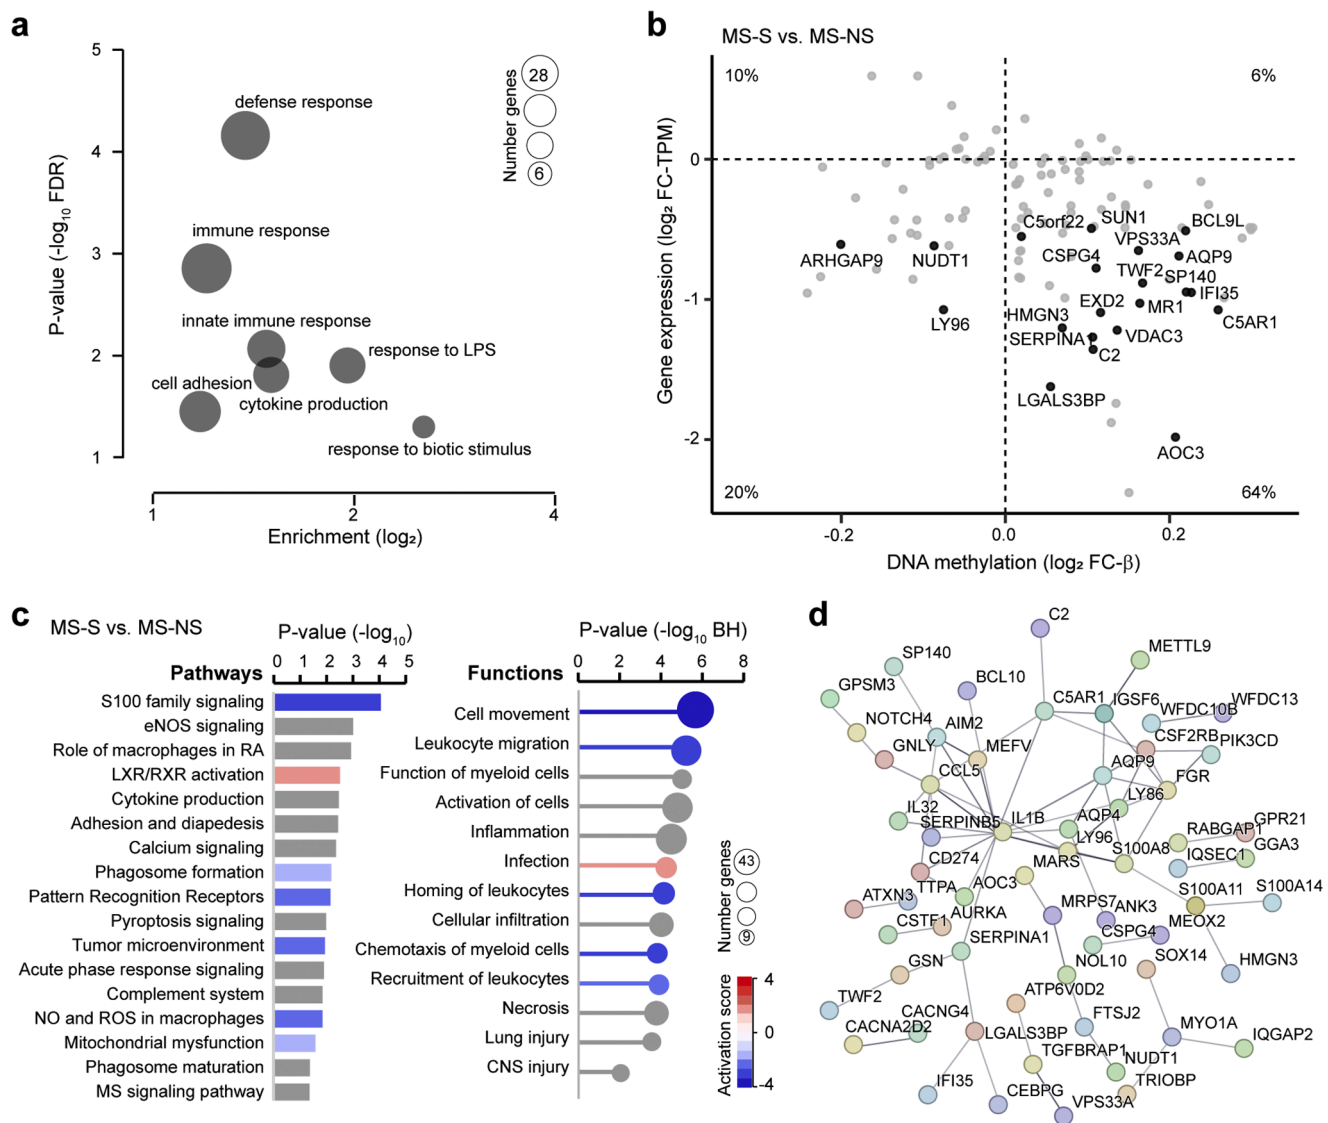 a
5
4
3
2
1
P-value (-log10 FDR)
defense response
immune response
innate immune response
response to LPS
cell adhesion
cytokine production
response to biotic stimulus
Number genes
28
6
1
2
4
Enrichment (log₂)
b
MS-S vs. MS-NS
10%
6%
0
-1
-2
Gene expression (log₂ FC-TPM)
C5orf22
SUN1
BCL9L
VPS33A
ARHGAP9
NUDT1
CSPG4
AQP9
TWF2
SP140
IFI35
EXD2
MR1
LY96
HMGN3
C5AR1
SERPINA1
VDAC3
C2
LGALS3BP
AOC3
20%
64%
-0.2
0.0
0.2
DNA methylation (log₂ FC-β)
c
MS-S vs. MS-NS
P-value (-log10)
Pathways
0 1 2 3 4 5
S100 family signaling
eNOS signaling
Role of macrophages in RA
LXR/RXR activation
Cytokine production
Adhesion and diapedesis
Calcium signaling
Phagosome formation
Pattern Recognition Receptors
Pyroptosis signaling
Tumor microenvironment
Acute phase response signaling
Complement system
NO and ROS in macrophages
Mitochondrial mysfunction
Phagosome maturation
MS signaling pathway
P-value (-log10 BH)
Functions
0 2 4 6 8
Cell movement
Leukocyte migration
Function of myeloid cells
Activation of cells
Inflammation
Infection
Homing of leukocytes
Cellular infiltration
Chemotaxis of myeloid cells
Recruitment of leukocytes
Necrosis
Lung injury
CNS injury
Number genes
43
9
Activation score
4
0
-4
d
C2
METTL9
SP140
BCL10
GPSM3
C5AR1
IGSF6
WFDC13
WFDC10B
NOTCH4
AIM2
CSF2RB
PIK3CD
GNLY
MEFV
AQP9
FGR
CCL5
LY86
IL32
SERPINB5
IL1B
AQP4
GPR21
LY96
RABGAP1
GGA3
CD274
MARS
S100A8
IQSEC1
TTPA
AOC3
S100A11
S100A14
ATXN3
MRPS7
ANK3
MEOX2
CSTF1
AURKA
CSPG4
SERPINA1
SOX14
GSN
NOL10
HMGN3
TWF2
ATP6V0D2
CACNG4
FTSJ2
CACNA2D2
LGALS3BP
MYO1A
IQGAP2
TGFBRAP1
NUDT1
IFI35
CEBPG
TRIOBP
VPS33A